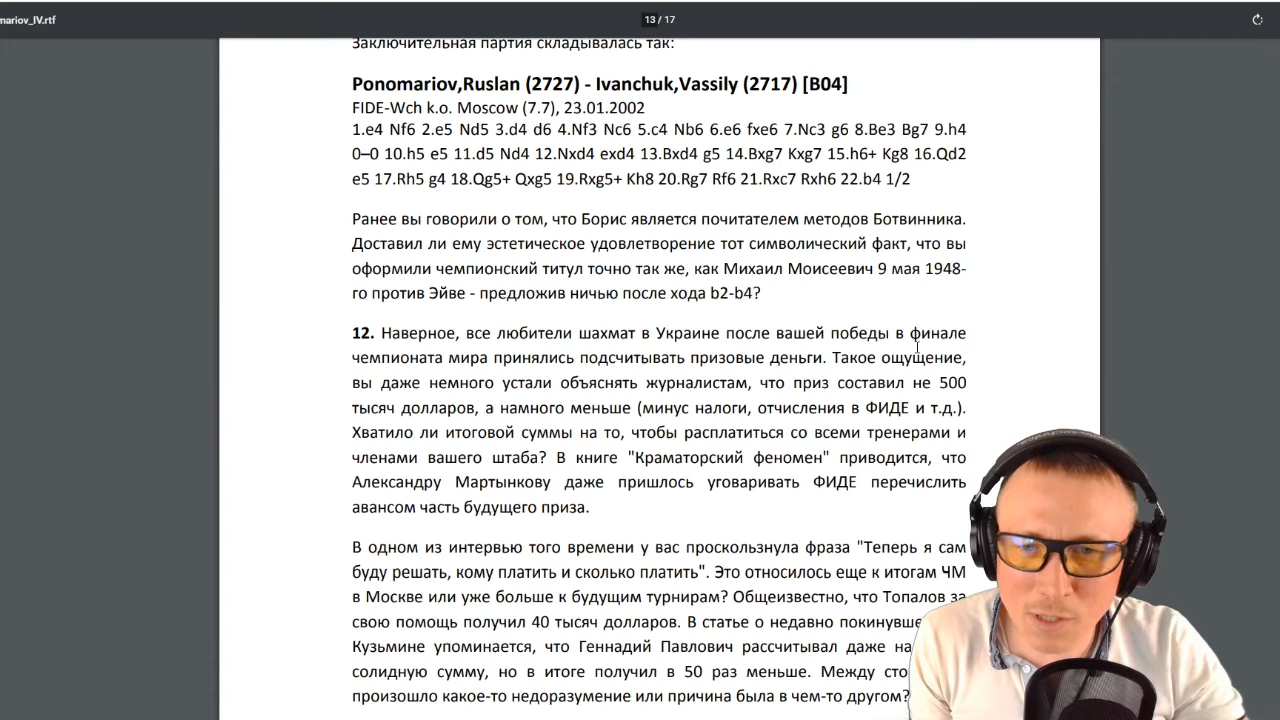 mariov_IV.rtf
13 / 17
Заключительная партия складывалась так:
Ponomariov,Ruslan (2727) - Ivanchuk,Vassily (2717) [B04]
FIDE-Wch k.o. Moscow (7.7), 23.01.2002
1.e4 Nf6 2.e5 Nd5 3.d4 d6 4.Nf3 Nc6 5.c4 Nb6 6.e6 fxe6 7.Nc3 g6 8.Be3 Bg7 9.h4
0–0 10.h5 e5 11.d5 Nd4 12.Nxd4 exd4 13.Bxd4 g5 14.Bxg7 Kxg7 15.h6+ Kg8 16.Qd2
e5 17.Rh5 g4 18.Qg5+ Qxg5 19.Rxg5+ Kh8 20.Rg7 Rf6 21.Rxc7 Rxh6 22.b4 1/2
Ранее вы говорили о том, что Борис является почитателем методов Ботвинника.
Доставил ли ему эстетическое удовлетворение тот символический факт, что вы
оформили чемпионский титул точно так же, как Михаил Моисеевич 9 мая 1948-
го против Эйве - предложив ничью после хода b2-b4?
12. Наверное, все любители шахмат в Украине после вашей победы в финале
чемпионата мира принялись подсчитывать призовые деньги. Такое ощущение,
вы даже немного устали объяснять журналистам, что приз составил не 500
тысяч долларов, а намного меньше (минус налоги, отчисления в ФИДЕ и т.д.).
Хватило ли итоговой суммы на то, чтобы расплатиться со всеми тренерами и
членами вашего штаба? В книге "Краматорский феномен" приводится, что
Александру Мартынкову даже пришлось уговаривать ФИДЕ перечислить
авансом часть будущего приза.
В одном из интервью того времени у вас проскользнула фраза "Теперь я сам
буду решать, кому платить и сколько платить". Это относилось еще к итогам ЧМ
в Москве или уже больше к будущим турнирам? Общеизвестно, что Топалов за
свою помощь получил 40 тысяч долларов. В статье о недавно покинувше
Кузьмине упоминается, что Геннадий Павлович рассчитывал даже на
солидную сумму, но в итоге получил в 50 раз меньше. Между сто
произошло какое-то недоразумение или причина была в чем-то другом?